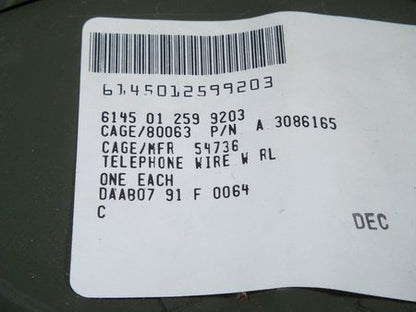 6145012599203
6145 01 259 9203
CAGE/80063 P/N A 3086165
CAGE/MFR 54736
TELEPHONE WIRE W RL
ONE EACH
DAAB07 91 F 0064
C
DEC